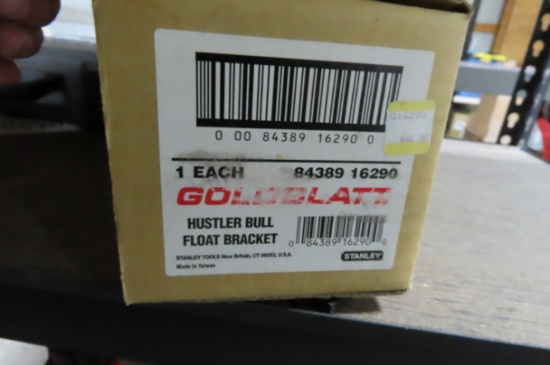 0 00 84389 16290 0
016290
1 EACH 84389 16290
GOLDBLATT
HUSTLER BULL
FLOAT BRACKET
0 84389 16290 0
STANLEY TOOLS New Britain, CT 06053, U.S.A.
Made in Taiwan
STANLEY